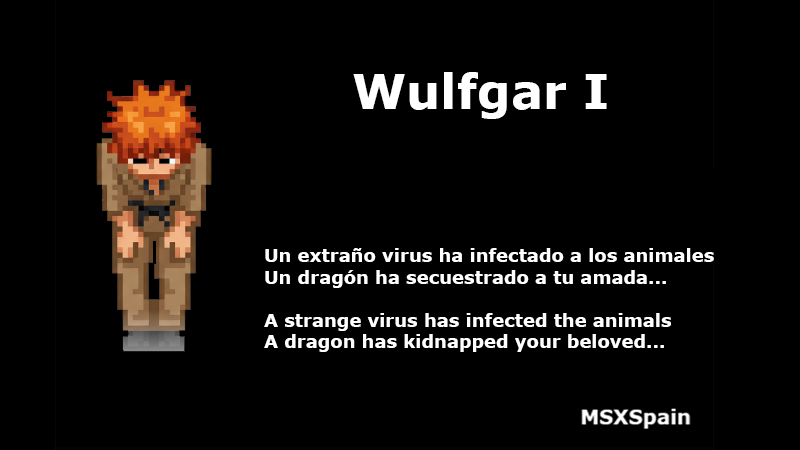 Wulfgar I
Un extraño virus ha infectado a los animales
Un dragón ha secuestrado a tu amada...
A strange virus has infected the animals
A dragon has kidnapped your beloved...
MSXSpain